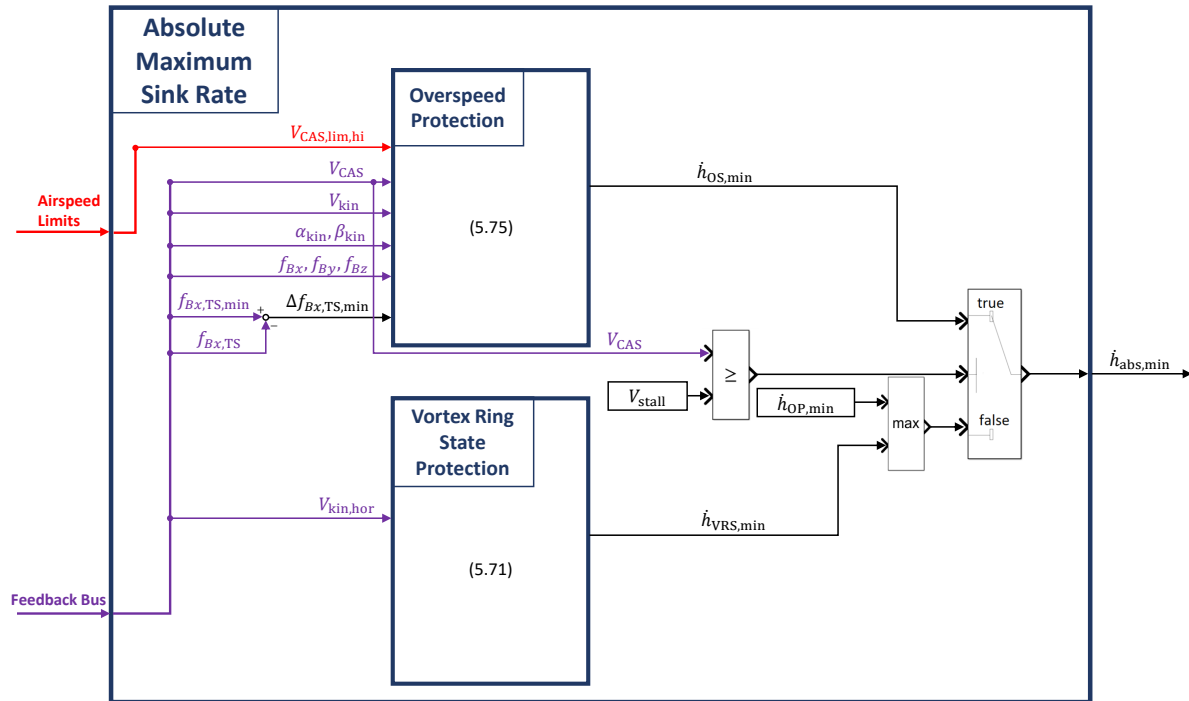 Absolute
Maximum
Sink Rate
Overspeed
Protection
V_CAS,lim,hi
V_CAS
ḣ_OS,min
Airspeed
Limits
V_kin
(5.75)
α_kin, β_kin
f_Bx, f_By, f_Bz
f_Bx,TS,min
+
−
Δf_Bx,TS,min
true
f_Bx,TS
V_CAS
ḣ_abs,min
≥
V_stall
ḣ_OP,min
max
false
Vortex Ring
State
Protection
V_kin,hor
ḣ_VRS,min
(5.71)
Feedback Bus